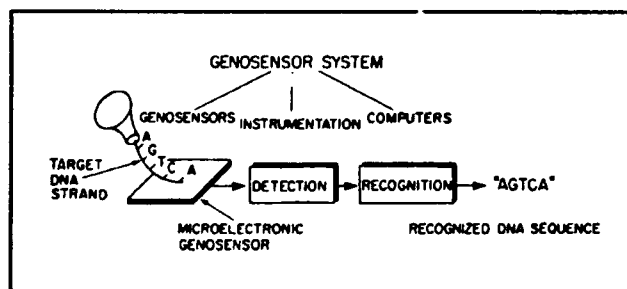 GENOSENSOR SYSTEM
GENOSENSORS INSTRUMENTATION COMPUTERS
A
G
T
C
A
TARGET
DNA
STRAND
DETECTION
RECOGNITION
"AGTCA"
MICROELECTRONIC
GENOSENSOR
RECOGNIZED DNA SEQUENCE